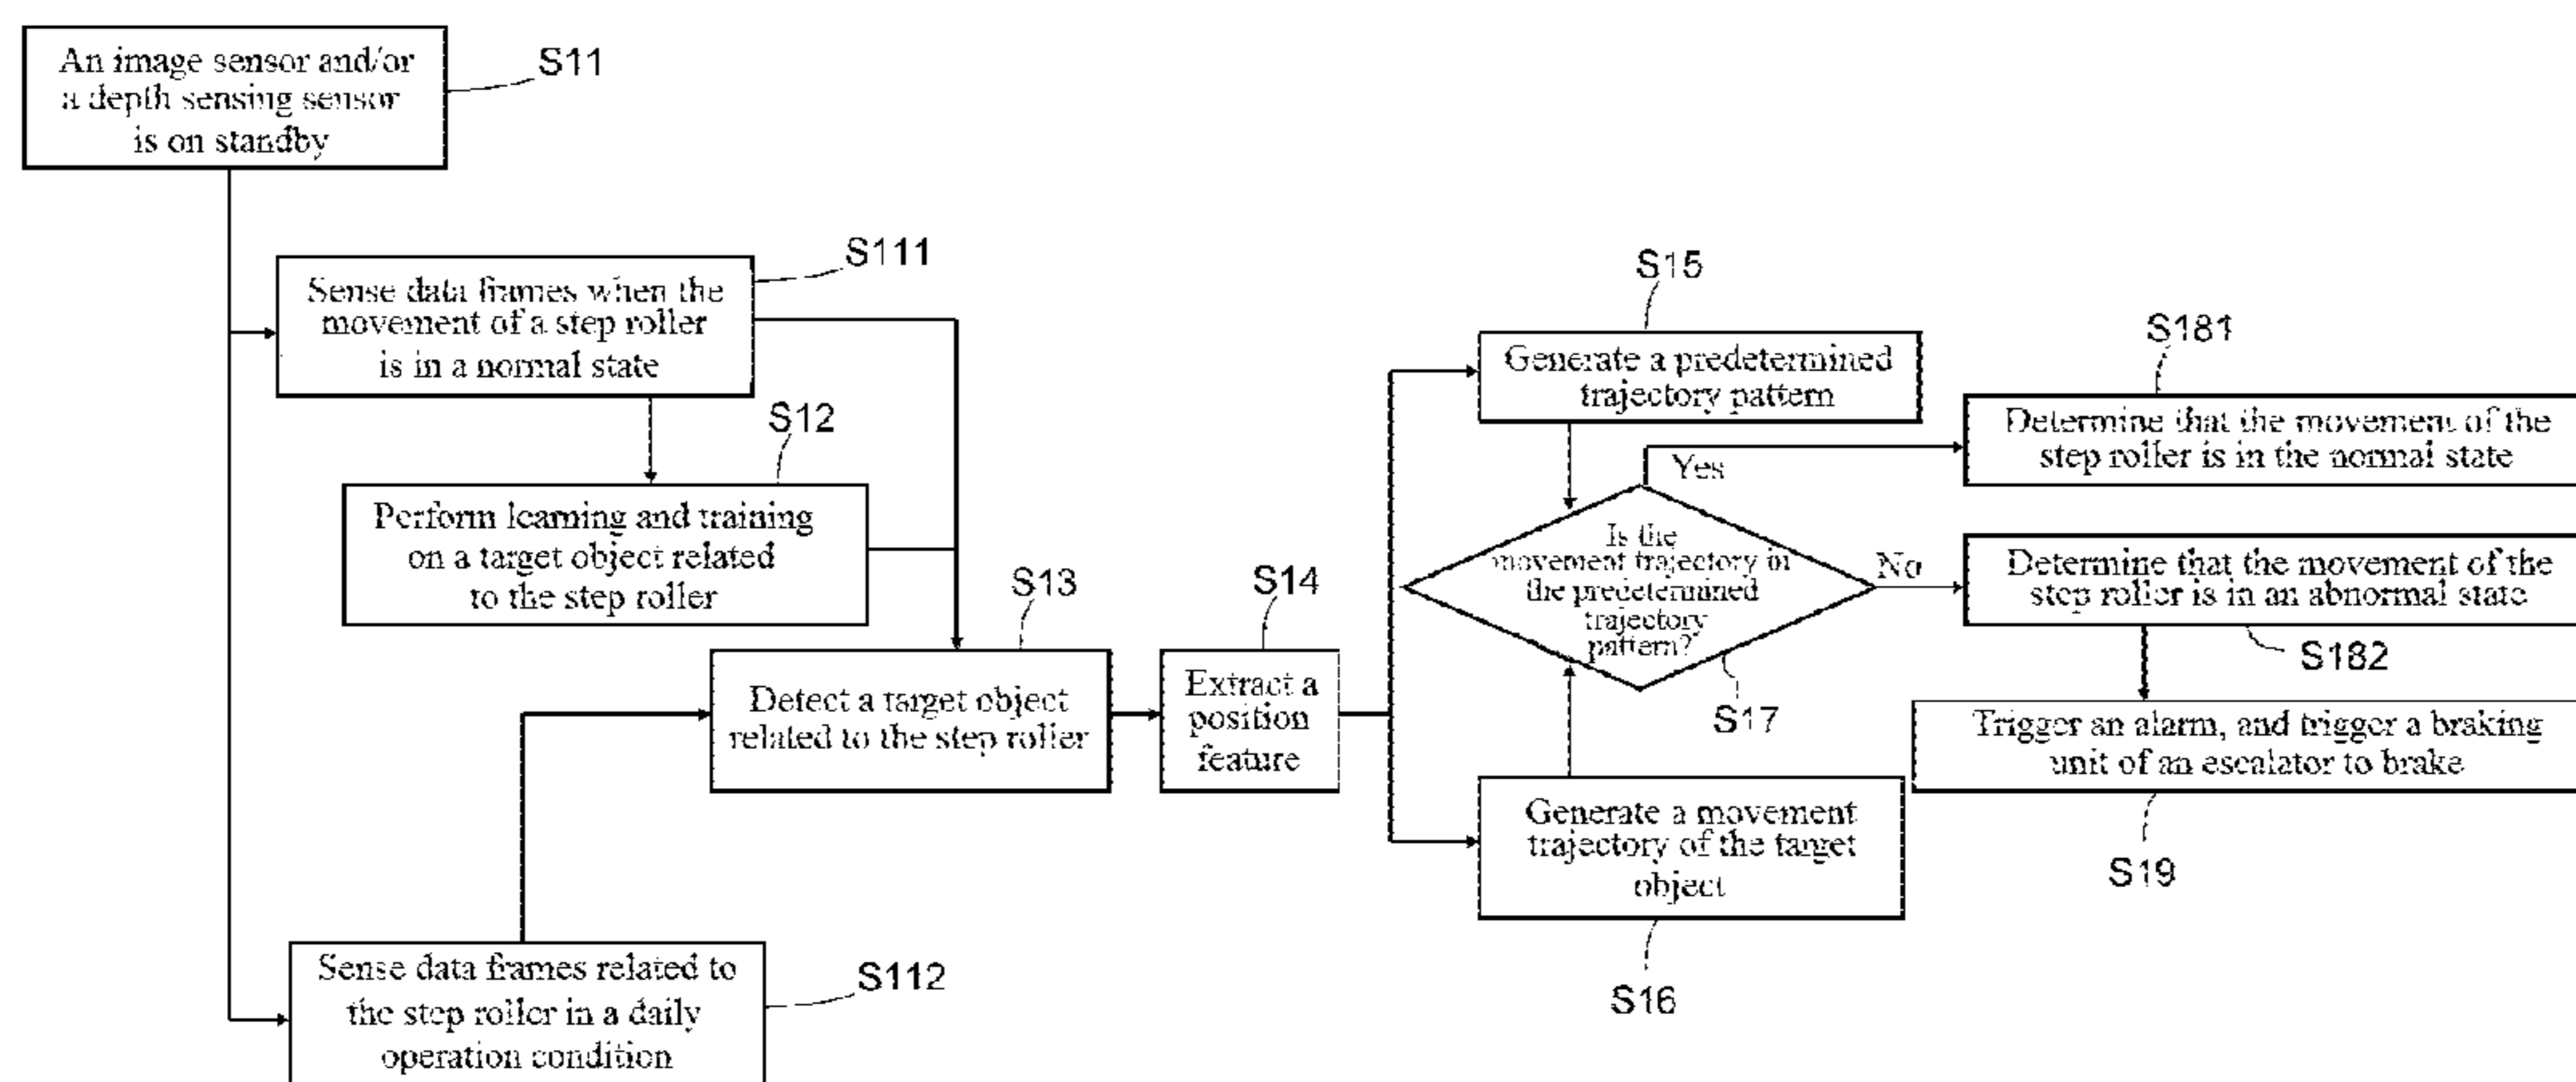 An image sensor and/or
a depth sensing sensor
is on standby
S11
Sense data frames when the
movement of a step roller
is in a normal state
S111
Perform learning and training
on a target object related
to the step roller
S12
Sense data frames related to
the step roller in a daily
operation condition
S112
Detect a target object
related to the step roller
S13
Extract a
position
feature
S14
Generate a predetermined
trajectory pattern
S15
Generate a movement
trajectory of the target
object
S16
Is the
movement trajectory in
the predetermined
trajectory
pattern?
S17
Yes
No
Determine that the movement of the
step roller is in the normal state
S181
Determine that the movement of the
step roller is in an abnormal state
S182
Trigger an alarm, and trigger a braking
unit of an escalator to brake
S19